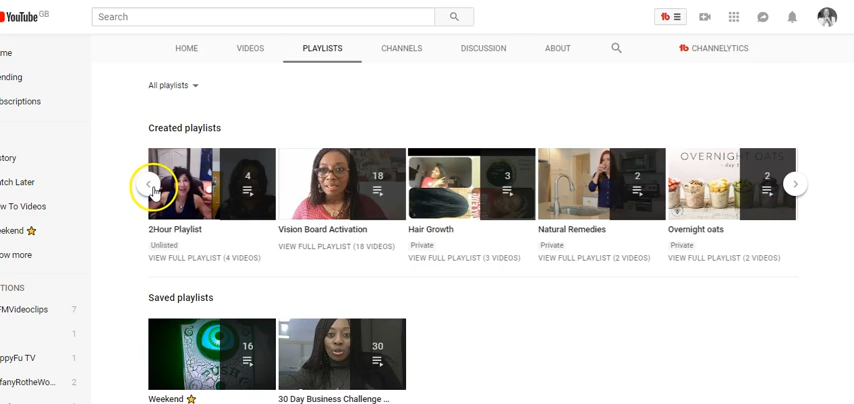 YouTube GB
Search
HOME VIDEOS PLAYLISTS CHANNELS DISCUSSION ABOUT CHANNELYTICS
me
ending
bscriptions
story
tch Later
w To Videos
eekend ⭐
ow more
TIONS
FMVideoclips 7
1
ppyFu TV 1
fanyRotheWo... 2
All playlists
Created playlists
4
18
3
2
OVERNIGHT OATS
2
2Hour Playlist
Unlisted
VIEW FULL PLAYLIST (4 VIDEOS)
Vision Board Activation
VIEW FULL PLAYLIST (18 VIDEOS)
Hair Growth
Private
VIEW FULL PLAYLIST (3 VIDEOS)
Natural Remedies
Private
VIEW FULL PLAYLIST (2 VIDEOS)
Overnight oats
Private
VIEW FULL PLAYLIST (2 VIDEOS)
Saved playlists
16
30
Weekend ⭐
30 Day Business Challenge ...